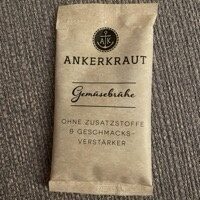 A K
ANKERKRAUT
Gemüsebrühe
OHNE ZUSATZSTOFFE
& GESCHMACKS-
VERSTÄRKER